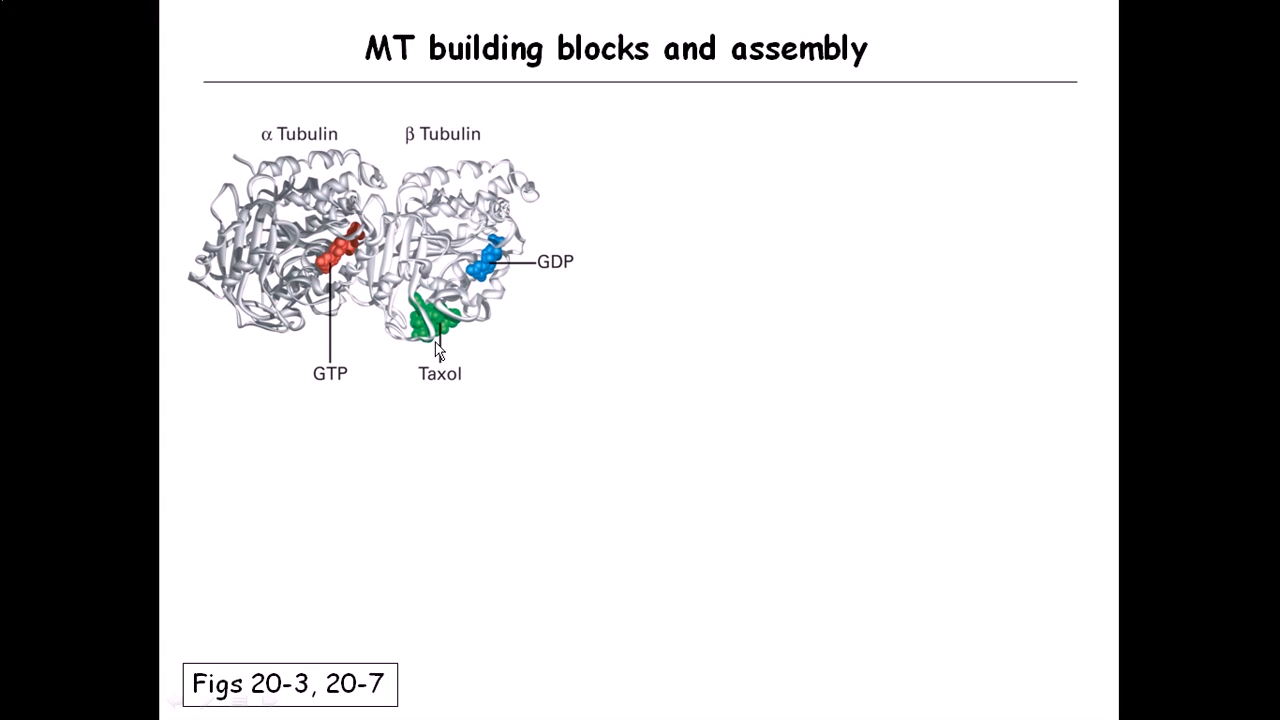 MT building blocks and assembly
α Tubulin
β Tubulin
GDP
GTP
Taxol
Figs 20-3, 20-7